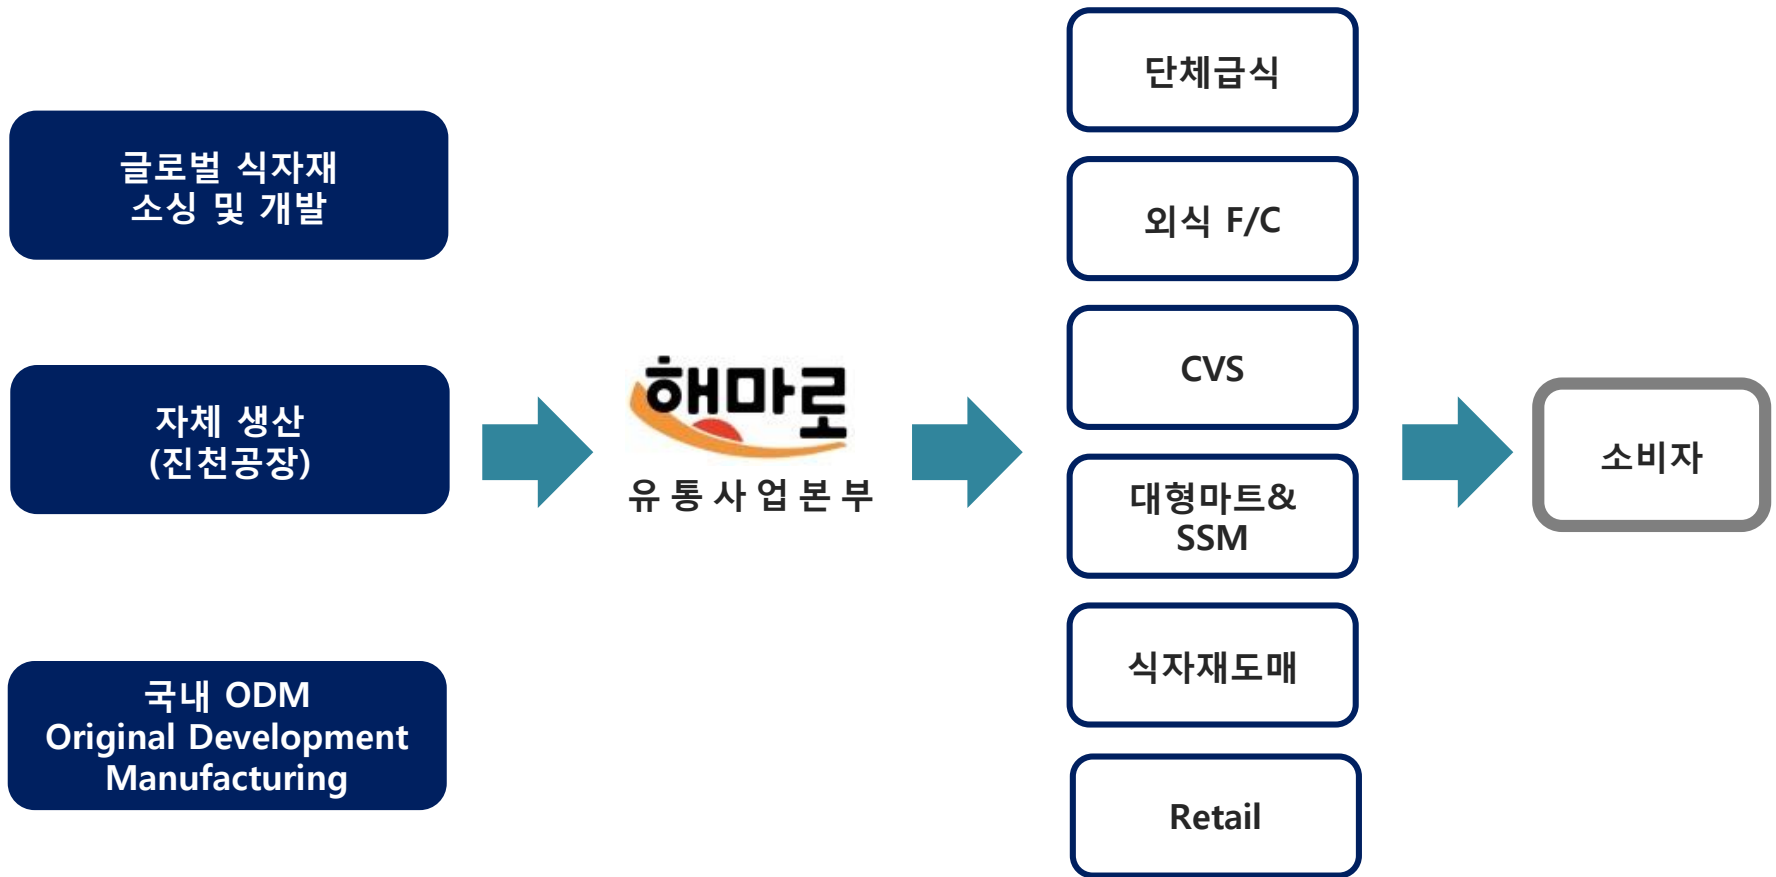 글로벌 식자재
소싱 및 개발
자체 생산
(진천공장)
국내 ODM
Original Development
Manufacturing
해마로
유통사업본부
단체급식
외식 F/C
CVS
대형마트&
SSM
식자재도매
Retail
소비자